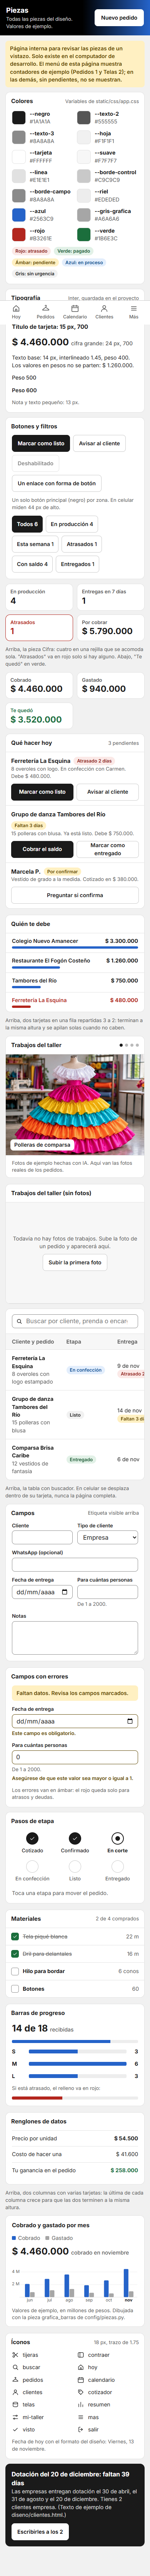 Piezas
Todas las piezas del diseño.
Valores de ejemplo.
Nuevo pedido
Página interna para revisar las piezas de un vistazo. Solo existe en el computador de desarrollo. El menú de esta página muestra contadores de ejemplo (Pedidos 1 y Telas 2); en las demás, sin pendientes, no se muestran.
Colores
Variables de static/css/app.css
--negro
#1A1A1A
--texto-2
#555555
--texto-3
#8A8A8A
--hoja
#F1F1F1
--tarjeta
#FFFFFF
--suave
#F7F7F7
--linea
#E1E1E1
--borde-control
#C9C9C9
--borde-campo
#8A8A8A
--riel
#EDEDED
--azul
#2563C9
--gris-grafica
#A6A6A6
--rojo
#B3261E
--verde
#1B6E3C
Rojo: atrasado
Verde: pagado
Ámbar: pendiente
Azul: en proceso
Gris: sin urgencia
Tipografía
Inter, guardada en el proyecto
Hoy
Pedidos
Calendario
Clientes
Más
Título de tarjeta: 15 px, 700
$ 4.460.000 cifra grande: 24 px, 700
Texto base: 14 px, interlineado 1.45, peso 400.
Los valores en pesos no se parten: $ 1.260.000.
Peso 500
Peso 600
Nota y texto pequeño: 13 px.
Botones y filtros
Marcar como listo
Avisar al cliente
Deshabilitado
Un enlace con forma de botón
Un solo botón principal (negro) por zona. En celular miden 44 px de alto.
Todos 6
En producción 4
Esta semana 1
Atrasados 1
Con saldo 4
Entregados 1
En producción
4
Entregas en 7 días
1
Atrasados
1
Por cobrar
$ 5.790.000
Arriba, la pieza Cifra: cuatro en una rejilla que se acomoda sola. "Atrasados" va en rojo solo si hay alguno. Abajo, "Te quedó" en verde.
Cobrado
$ 4.460.000
Gastado
$ 940.000
Te quedó
$ 3.520.000
Qué hacer hoy
3 pendientes
Ferretería La Esquina
Atrasado 2 días
8 overoles con logo. En confección con Carmen. Debe $ 480.000.
Marcar como listo
Avisar al cliente
Grupo de danza Tambores del Río
Faltan 3 días
15 polleras con blusa. Ya está listo. Debe $ 750.000.
Cobrar el saldo
Marcar como entregado
Marcela P.
Por confirmar
Vestido de grado a la medida. Cotizado en $ 380.000.
Preguntar si confirma
Quién te debe
Colegio Nuevo Amanecer
$ 3.300.000
Restaurante El Fogón Costeño
$ 1.260.000
Tambores del Río
$ 750.000
Ferretería La Esquina
$ 480.000
Arriba, dos tarjetas en una fila repartidas 3 a 2: terminan a la misma altura y se apilan solas cuando no caben.
Trabajos del taller
Polleras de comparsa
Fotos de ejemplo hechas con IA. Aquí van las fotos reales de los pedidos.
Trabajos del taller (sin fotos)
Todavía no hay fotos de trabajos. Sube la foto de un pedido y aparecerá aquí.
Subir la primera foto
Buscar por cliente, prenda o encar
Cliente y pedido
Etapa
Entrega
Ferretería La Esquina
8 overoles con logo estampado
En confección
9 de nov
Atrasado 2
Grupo de danza Tambores del Río
15 polleras con blusa
Listo
14 de nov
Faltan 3 dí
Comparsa Brisa Caribe
12 vestidos de fantasía
Entregado
6 de nov
Arriba, la tabla con buscador. En celular se desplaza dentro de su tarjeta, nunca la página completa.
Campos
Etiqueta visible arriba
Cliente
Tipo de cliente
Empresa
WhatsApp (opcional)
Fecha de entrega
dd/mm/aaaa
Para cuántas personas
De 1 a 2000.
Notas
Campos con errores
Faltan datos. Revisa los campos marcados.
Fecha de entrega
dd/mm/aaaa
Este campo es obligatorio.
Para cuántas personas
0
De 1 a 2000.
Asegúrese de que este valor sea mayor o igual a 1.
Los errores van en ámbar: el rojo queda solo para atrasos y deudas.
Pasos de etapa
Cotizado
Confirmado
En corte
En confección
Listo
Entregado
Toca una etapa para mover el pedido.
Materiales
2 de 4 comprados
Tela piqué blanca
22 m
Dril para delantales
16 m
Hilo para bordar
6 conos
Botones
60
Barras de progreso
14 de 18 recibidas
S
3
M
6
L
3
Si está atrasado, el relleno va en rojo:
Renglones de datos
Precio por unidad
$ 54.500
Costo de hacer una
$ 41.600
Tu ganancia en el pedido
$ 258.000
Arriba, dos columnas con varias tarjetas: la última de cada columna crece para que las dos terminen a la misma altura.
Cobrado y gastado por mes
Cobrado
Gastado
$ 4.460.000 cobrado en noviembre
4 M
2 M
jun
jul
ago
sep
oct
nov
Valores de ejemplo, en millones de pesos. Dibujada con la pieza grafica_barras de config/piezas.py.
Íconos
18 px, trazo de 1.75
tijeras
contraer
buscar
hoy
pedidos
calendario
clientes
cotizador
telas
resumen
mi-taller
mas
visto
salir
Fecha de hoy con el formato del diseño: Viernes, 13 de noviembre.
Dotación del 20 de diciembre: faltan 39 días
Las empresas entregan dotación el 30 de abril, el 31 de agosto y el 20 de diciembre. Tienes 2 clientes empresa. (Texto de ejemplo de diseno/clientes.html.)
Escribirles a los 2